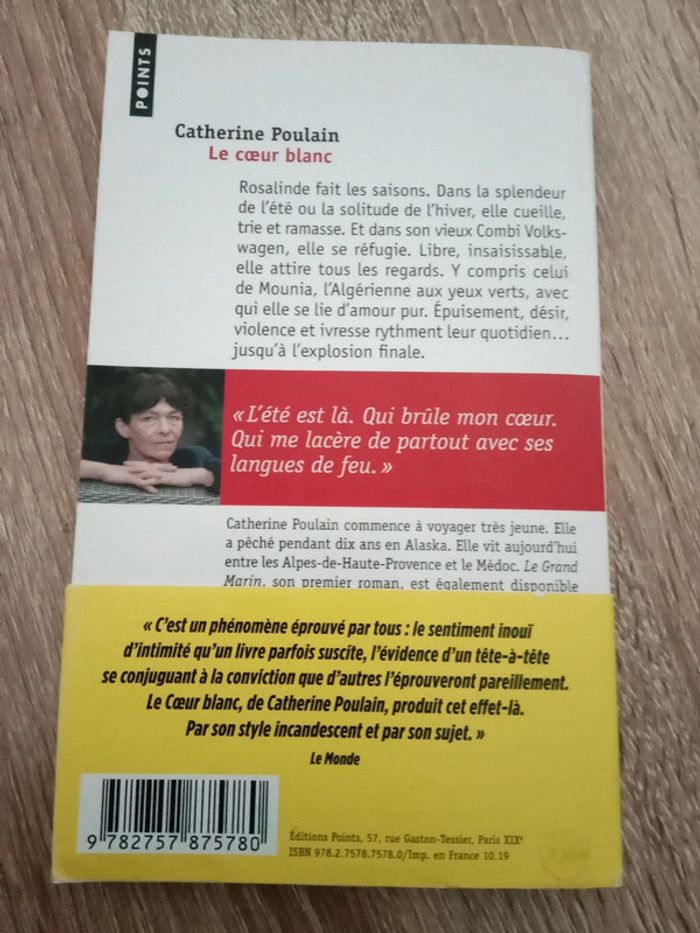 POINTS
Catherine Poulain
Le cœur blanc
Rosalinde fait les saisons. Dans la splendeur
de l'été ou la solitude de l'hiver, elle cueille,
trie et ramasse. Et dans son vieux Combi Volks-
wagen, elle se réfugie. Libre, insaisissable,
elle attire tous les regards. Y compris celui
de Mounia, l'Algérienne aux yeux verts, avec
qui elle se lie d'amour pur. Épuisement, désir,
violence et ivresse rythment leur quotidien...
jusqu'à l'explosion finale.
« L'été est là. Qui brûle mon cœur.
Qui me lacère de partout avec ses
langues de feu. »
Catherine Poulain commence à voyager très jeune. Elle
a pêché pendant dix ans en Alaska. Elle vit aujourd'hui
entre les Alpes-de-Haute-Provence et le Médoc. Le Grand
Marin, son premier roman, est également disponible
« C'est un phénomène éprouvé par tous : le sentiment inouï
d'intimité qu'un livre parfois suscite, l'évidence d'un tête-à-tête
se conjuguant à la conviction que d'autres l'éprouveront pareillement.
Le Cœur blanc, de Catherine Poulain, produit cet effet-là.
Par son style incandescent et par son sujet. »
Le Monde
9 782757 875780
Éditions Points, 57, rue Gaston-Tessier, Paris XIXe
ISBN 978.2.7578.7578.0/Imp. en France 10.19